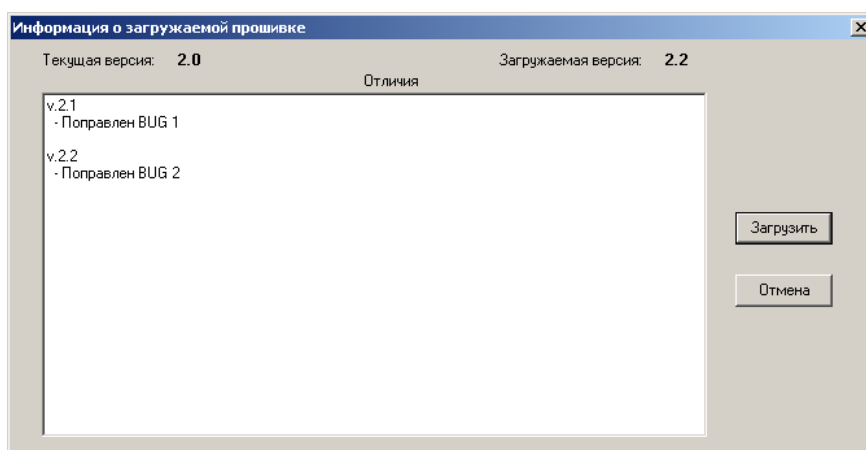 Информация о загружаемой прошивке
Текущая версия: 2.0 Загружаемая версия: 2.2
Отличия
v.2.1
- Поправлен BUG 1
v.2.2
- Поправлен BUG 2
Загрузить
Отмена